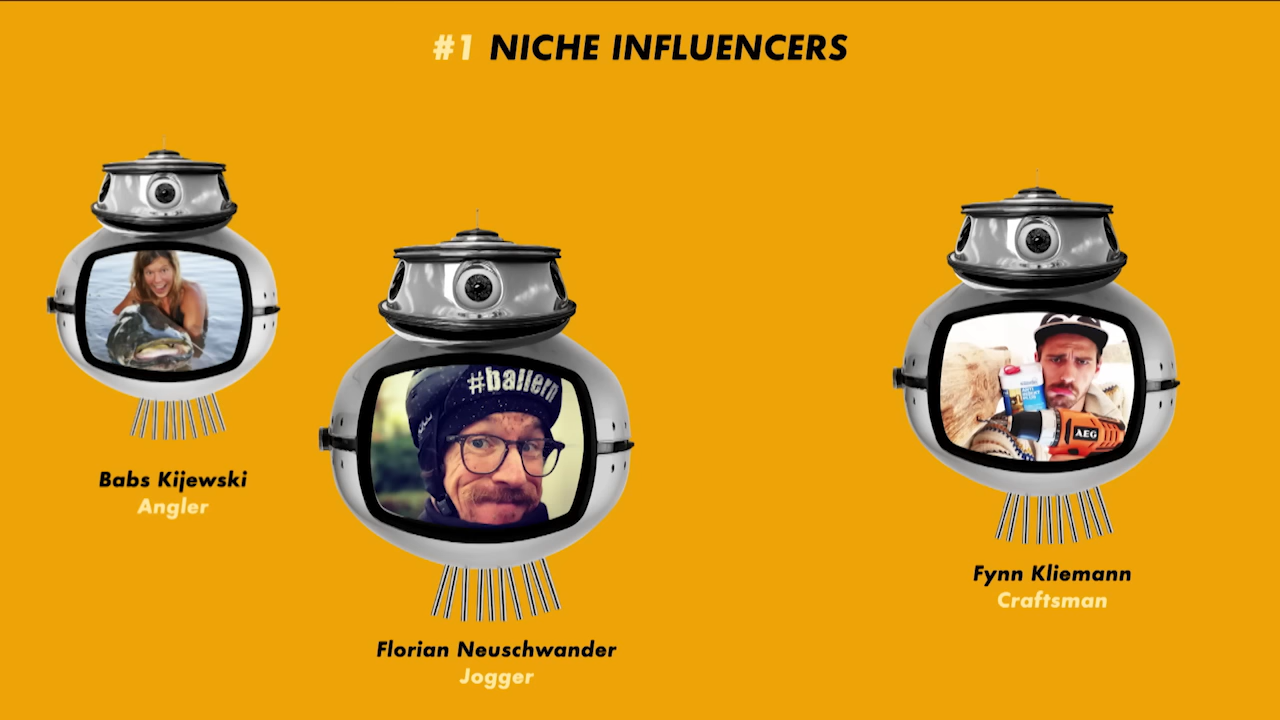 #1 NICHE INFLUENCERS
#ballern
AEG
Babs Kijewski
Angler
Florian Neuschwander
Jogger
Fynn Kliemann
Craftsman